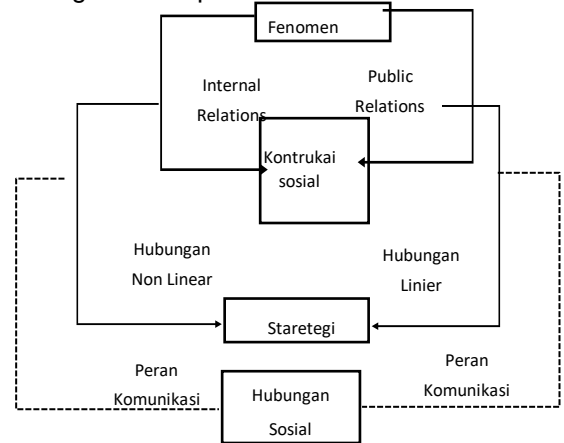 Fenomen
Internal
Relations
Public
Relations
Kontrukai
sosial
Hubungan
Non Linear
Hubungan
Linier
Staretegi
Peran
Komunikasi
Peran
Komunikasi
Hubungan
Sosial